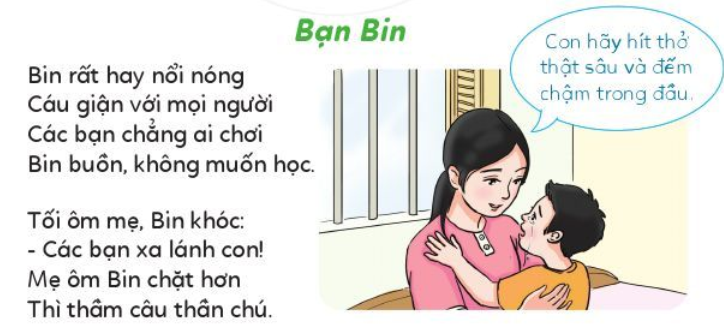 Bạn Bin
Bin rất hay nổi nóng
Cáu giận với mọi người
Các bạn chẳng ai chơi
Bin buồn, không muốn học.
Tối ôm mẹ, Bin khóc:
- Các bạn xa lánh con!
Mẹ ôm Bin chặt hơn
Thì thầm câu thần chú.
Con hãy hít thở
thật sâu và đếm
chậm trong đầu.